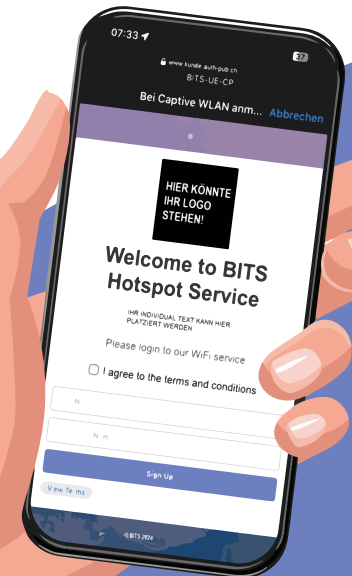 07:33
37
www.kunde.auth-pub.ch
BITS-UE-CP
Bei Captive WLAN anm... Abbrechen
HIER KÖNNTE
IHR LOGO
STEHEN!
Welcome to BITS
Hotspot Service
IHR INDIVIDUAL TEXT KANN HIER
PLATZIERT WERDEN
Please login to our WiFi service
I agree to the terms and conditions
Sign Up
View Terms
BITS 2024